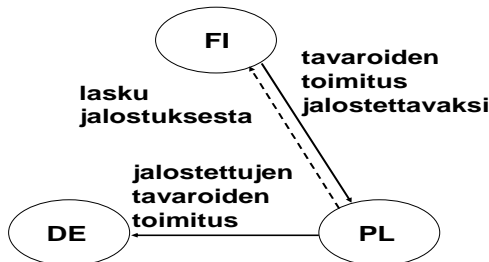 FI
tavaroiden
toimitus
jalostettavaksi
lasku
jalostuksesta
jalostettujen
tavaroiden
toimitus
DE
PL